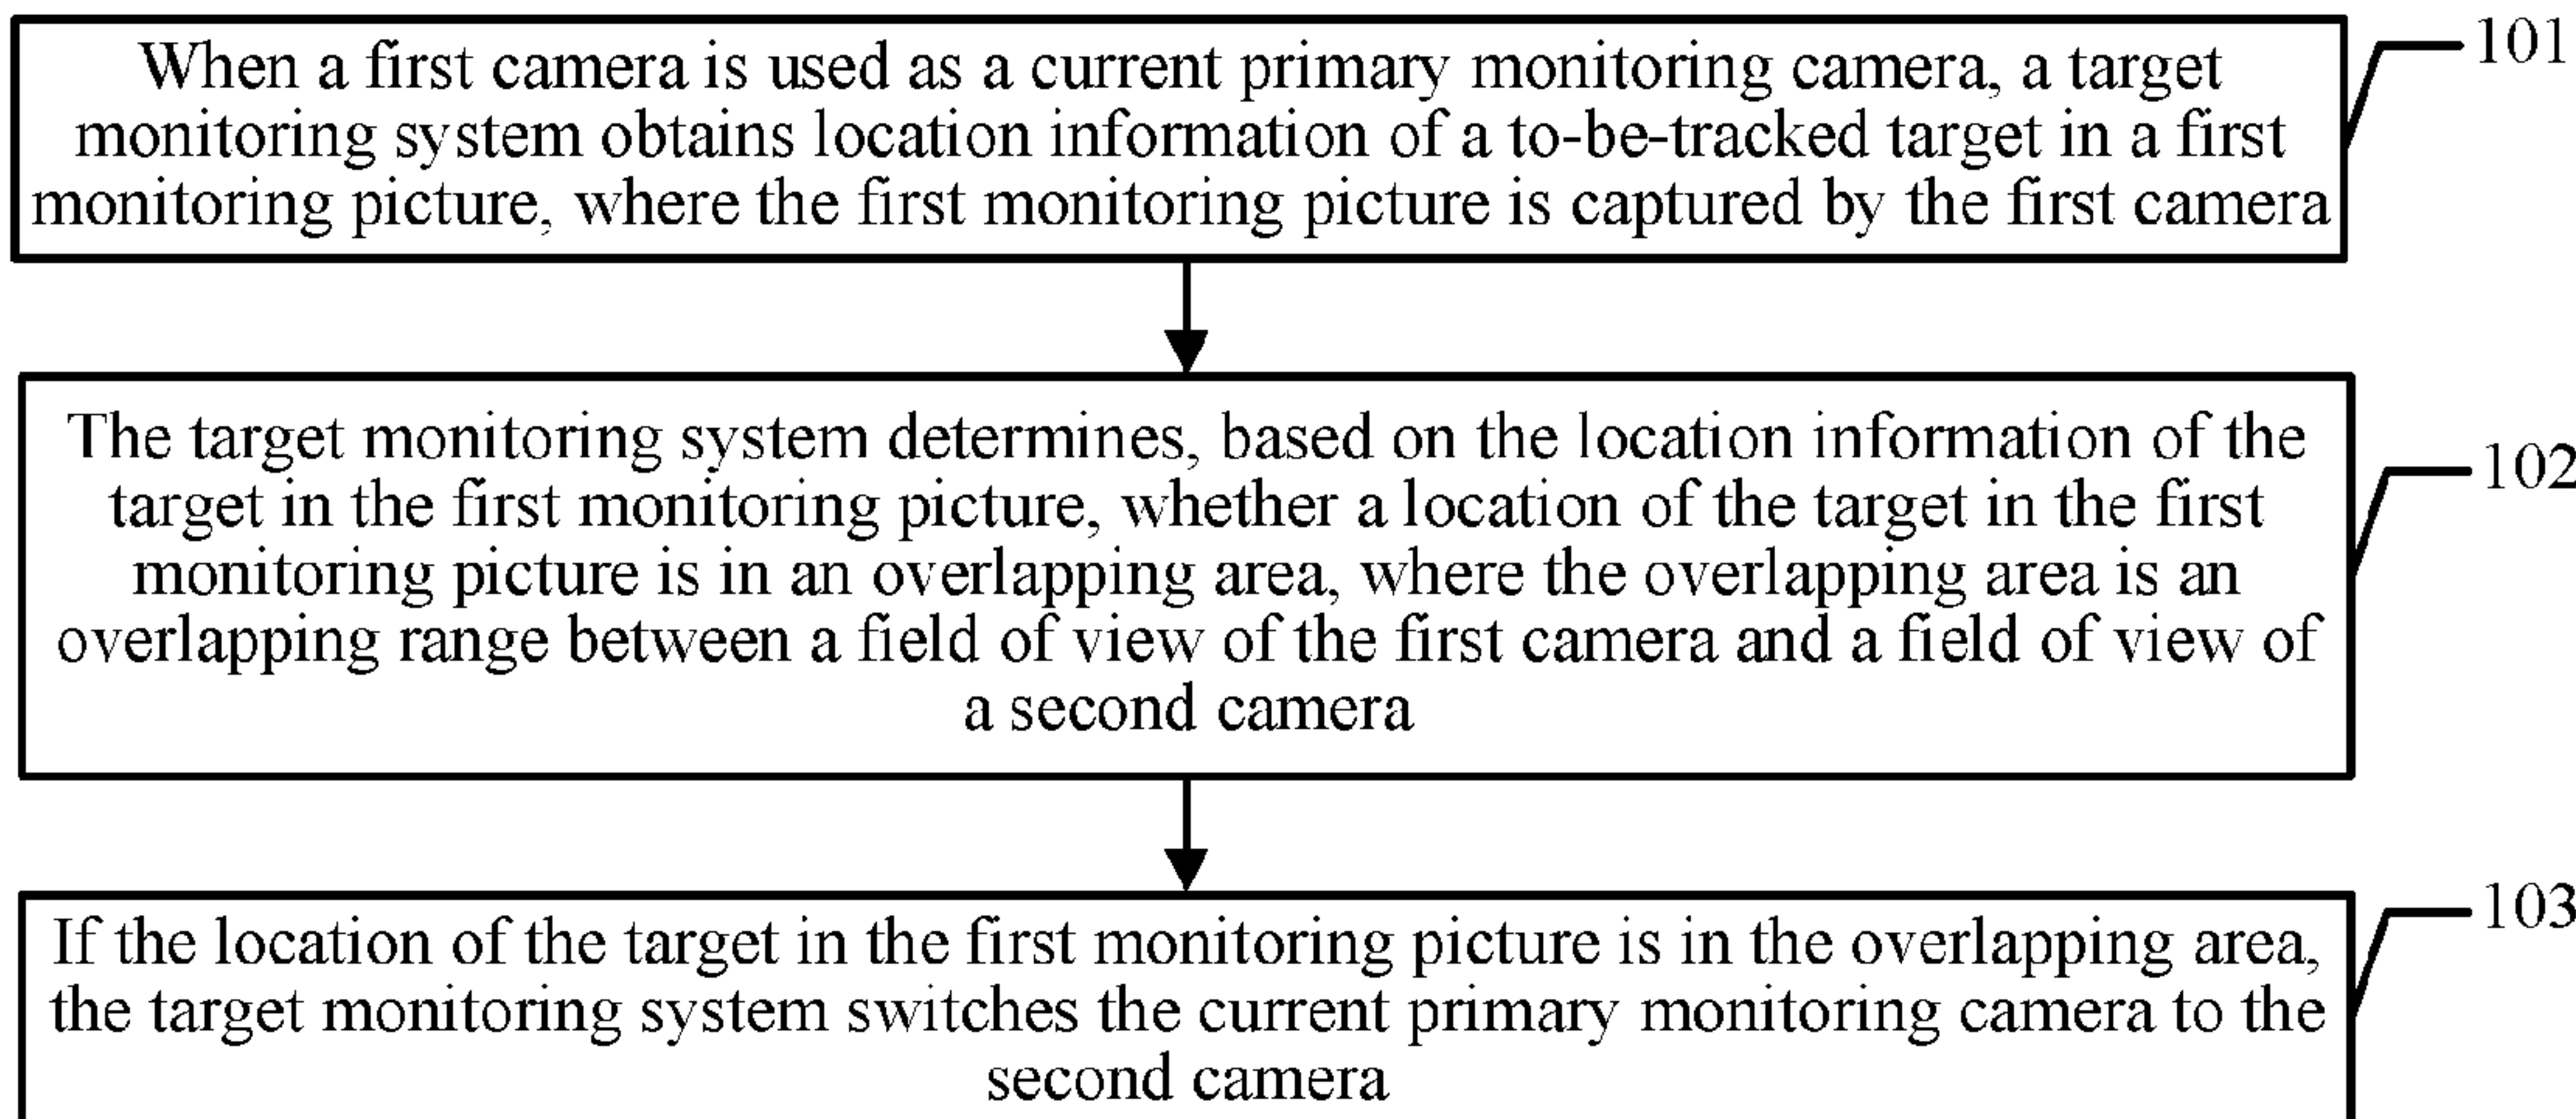 When a first camera is used as a current primary monitoring camera, a target
monitoring system obtains location information of a to-be-tracked target in a first
monitoring picture, where the first monitoring picture is captured by the first camera
101
The target monitoring system determines, based on the location information of the
target in the first monitoring picture, whether a location of the target in the first
monitoring picture is in an overlapping area, where the overlapping area is an
overlapping range between a field of view of the first camera and a field of view of
a second camera
102
If the location of the target in the first monitoring picture is in the overlapping area,
the target monitoring system switches the current primary monitoring camera to the
second camera
103